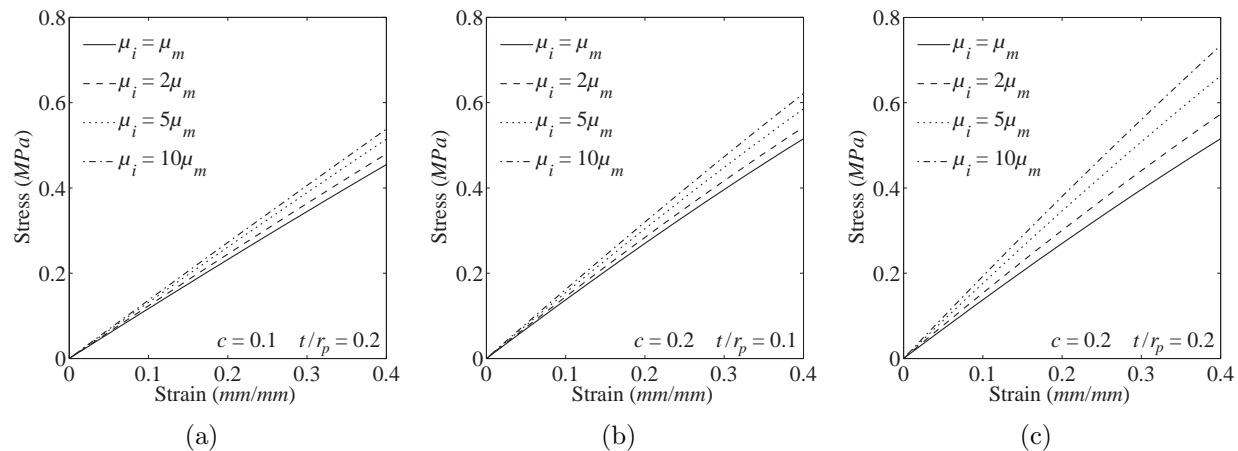 0.8
0.6
0.4
0.2
0
Stress (MPa)
μi = μm
μi = 2μm
μi = 5μm
μi = 10μm
c = 0.1 t/rp = 0.2
0 0.1 0.2 0.3 0.4
Strain (mm/mm)
(a)
0.8
0.6
0.4
0.2
0
Stress (MPa)
μi = μm
μi = 2μm
μi = 5μm
μi = 10μm
c = 0.2 t/rp = 0.1
0 0.1 0.2 0.3 0.4
Strain (mm/mm)
(b)
0.8
0.6
0.4
0.2
0
Stress (MPa)
μi = μm
μi = 2μm
μi = 5μm
μi = 10μm
c = 0.2 t/rp = 0.2
0 0.1 0.2 0.3 0.4
Strain (mm/mm)
(c)